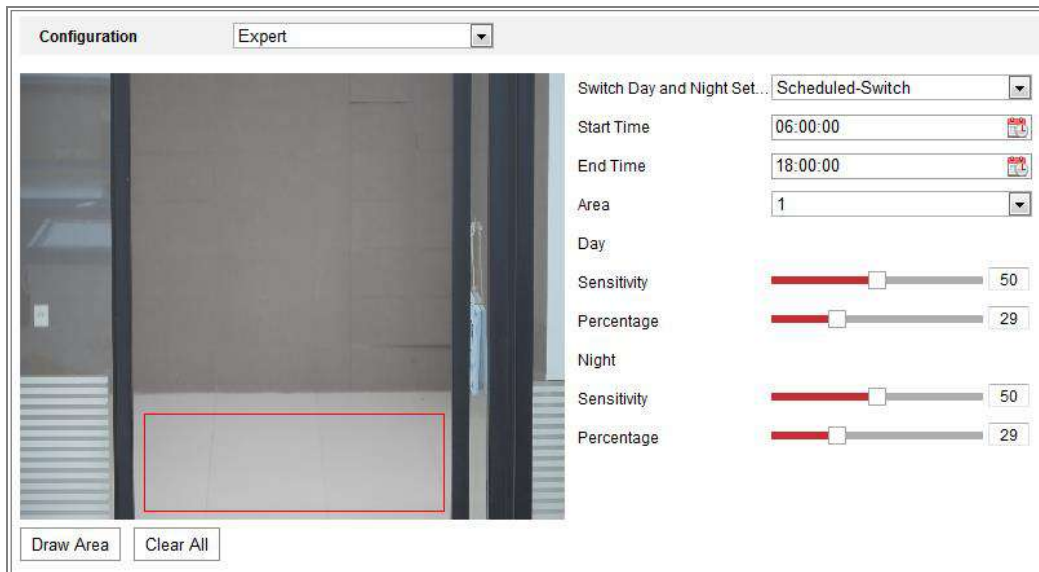 Configuration Expert
Switch Day and Night Set... Scheduled-Switch
Start Time 06:00:00
End Time 18:00:00
Area 1
Day
Sensitivity 50
Percentage 29
Night
Sensitivity 50
Percentage 29
Draw Area Clear All